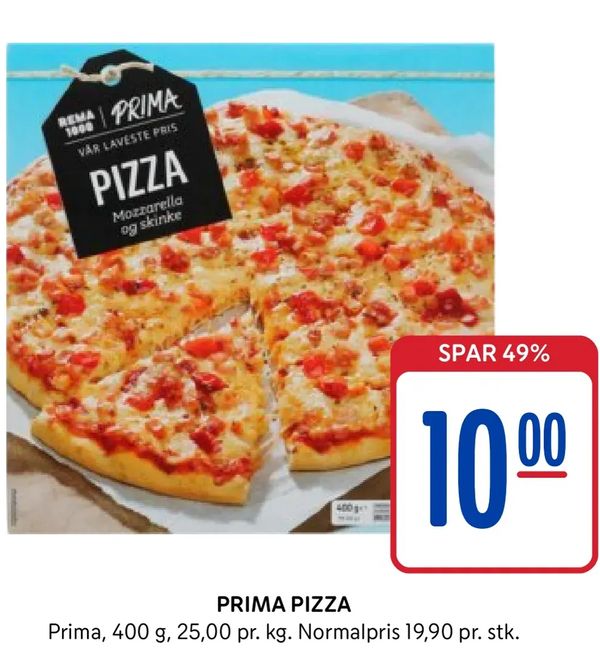 REMA 1000 | PRIMA
VÅR LAVESTE PRIS
PIZZA
Mozzarella
og skinke
400 g
SPAR 49%
10 00
PRIMA PIZZA
Prima, 400 g, 25,00 pr. kg. Normalpris 19,90 pr. stk.